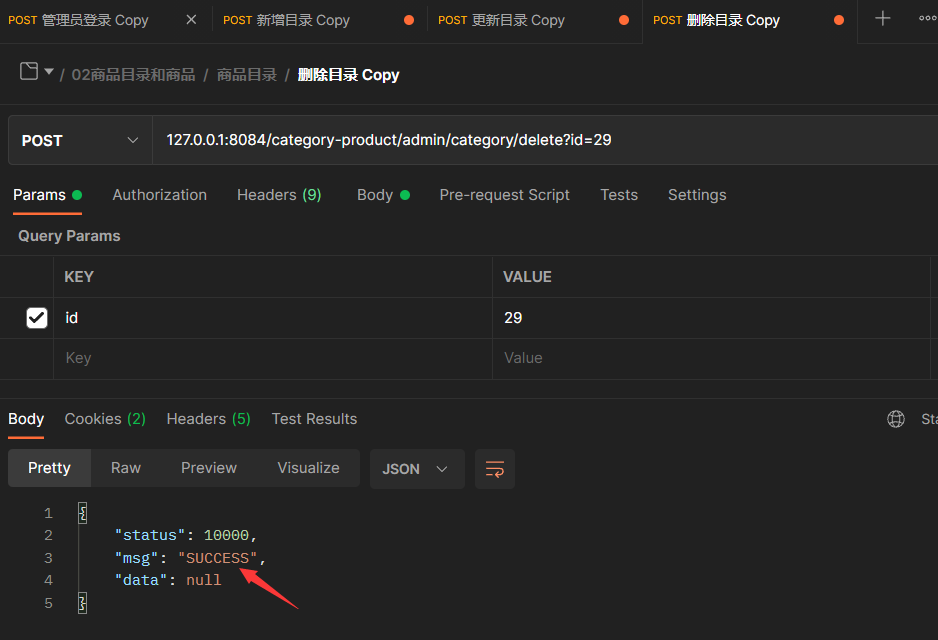 POST 管理员登录 Copy POST 新增目录 Copy POST 更新目录 Copy POST 删除目录 Copy
/ 02商品目录和商品 / 商品目录 / 删除目录 Copy
POST 127.0.0.1:8084/category-product/admin/category/delete?id=29
Params Authorization Headers (9) Body Pre-request Script Tests Settings
Query Params
KEY VALUE
id 29
Key Value
Body Cookies (2) Headers (5) Test Results
Pretty Raw Preview Visualize JSON
1 {
2 "status": 10000,
3 "msg": "SUCCESS",
4 "data": null
5 }